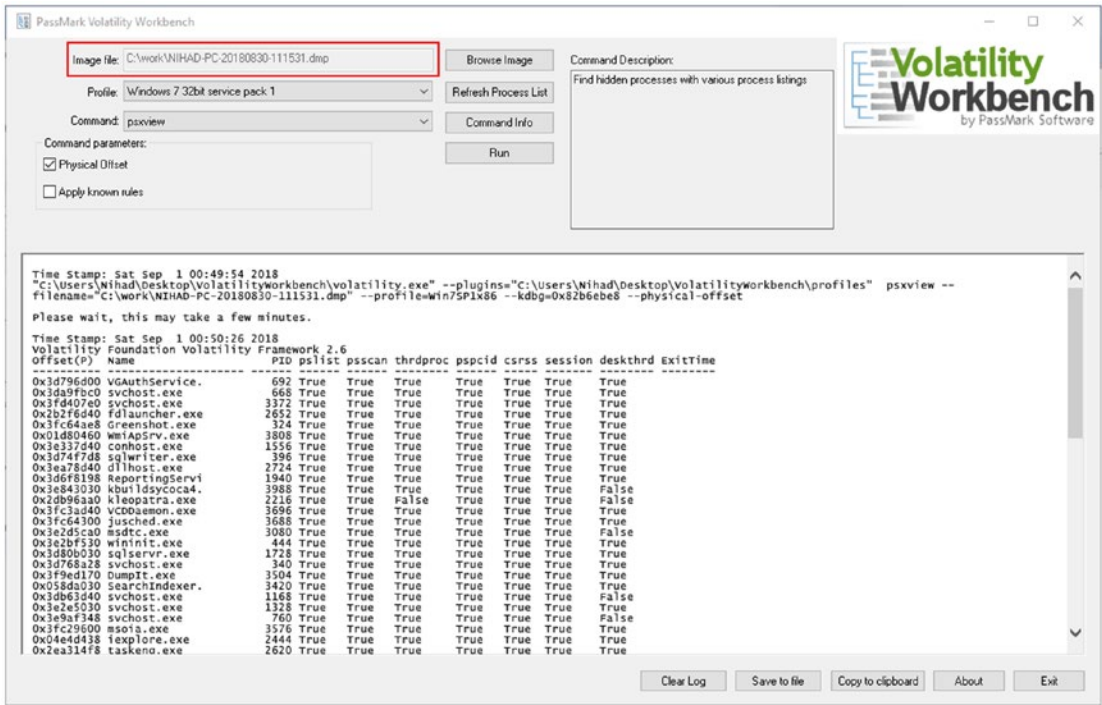 PassMark Volatility Workbench
Image file: C:\work\NIHAD-PC-20180830-111531.dmp
Browse Image
Profile: Windows 7 32bit service pack 1
Refresh Process List
Command: psxview
Command Info
Command parameters:
Physical Offset
Apply known rules
Run
Command Description:
Find hidden processes with various process listings
Volatility
Workbench
by PassMark Software
Time Stamp: Sat Sep 1 00:49:54 2018
"C:\Users\Nihad\Desktop\VolatilityWorkbench\volatility.exe" --plugins="C:\Users\Nihad\Desktop\VolatilityWorkbench\profiles" psxview --
filename="C:\work\NIHAD-PC-20180830-111531.dmp" --profile=Win7SP1x86 --kdbg=0x82b6ebe8 --physical-offset
Please wait, this may take a few minutes.
Time Stamp: Sat Sep 1 00:50:26 2018
Volatility Foundation Volatility Framework 2.6
Offset(P) Name PID pslist psscan thrdproc pspcid csrss session deskthrd ExitTime
---------- -------------------- ------ ------ ------ -------- ------ ----- ------- -------- --------
0x3d796d00 VGAuthService. 692 True True True True True True True
0x3da9fbc0 svchost.exe 668 True True True True True True True
0x3fd407e0 svchost.exe 3372 True True True True True True True
0x2b2f6d40 fdlauncher.exe 2652 True True True True True True True
0x3fc64ae8 Greenshot.exe 324 True True True True True True True
0x01d80460 WmiApSrv.exe 3808 True True True True True True True
0x3e337d40 conhost.exe 1556 True True True True True True True
0x3d74f7d8 sqlwriter.exe 396 True True True True True True True
0x3ea78d40 dllhost.exe 2724 True True True True True True True
0x3d6f8198 ReportingServi 1940 True True True True True True True
0x3e843030 kbuildsycoca4. 3988 True True True True True True False
0x2db96aa0 kleopatra.exe 2216 True True False True True True False
0x3fc3ad40 VCDDaemon.exe 3696 True True True True True True True
0x3fc64300 jusched.exe 3688 True True True True True True True
0x3e2d5ca0 msdtc.exe 3080 True True True True True True False
0x3e2bf530 wininit.exe 444 True True True True True True True
0x3d80b030 sqlservr.exe 1728 True True True True True True True
0x3d768a28 svchost.exe 340 True True True True True True True
0x3f9ed170 DumpIt.exe 3504 True True True True True True True
0x058da030 SearchIndexer. 3420 True True True True True True True
0x3db63d40 svchost.exe 1168 True True True True True True False
0x3e2e5030 svchost.exe 1328 True True True True True True True
0x3e9af348 svchost.exe 760 True True True True True True False
0x3fc29600 msoia.exe 3576 True True True True True True True
0x04e4d438 iexplore.exe 2444 True True True True True True True
0x2ea314f8 taskeng.exe 2620 True True True True True True True
Clear Log
Save to file
Copy to clipboard
About
Exit